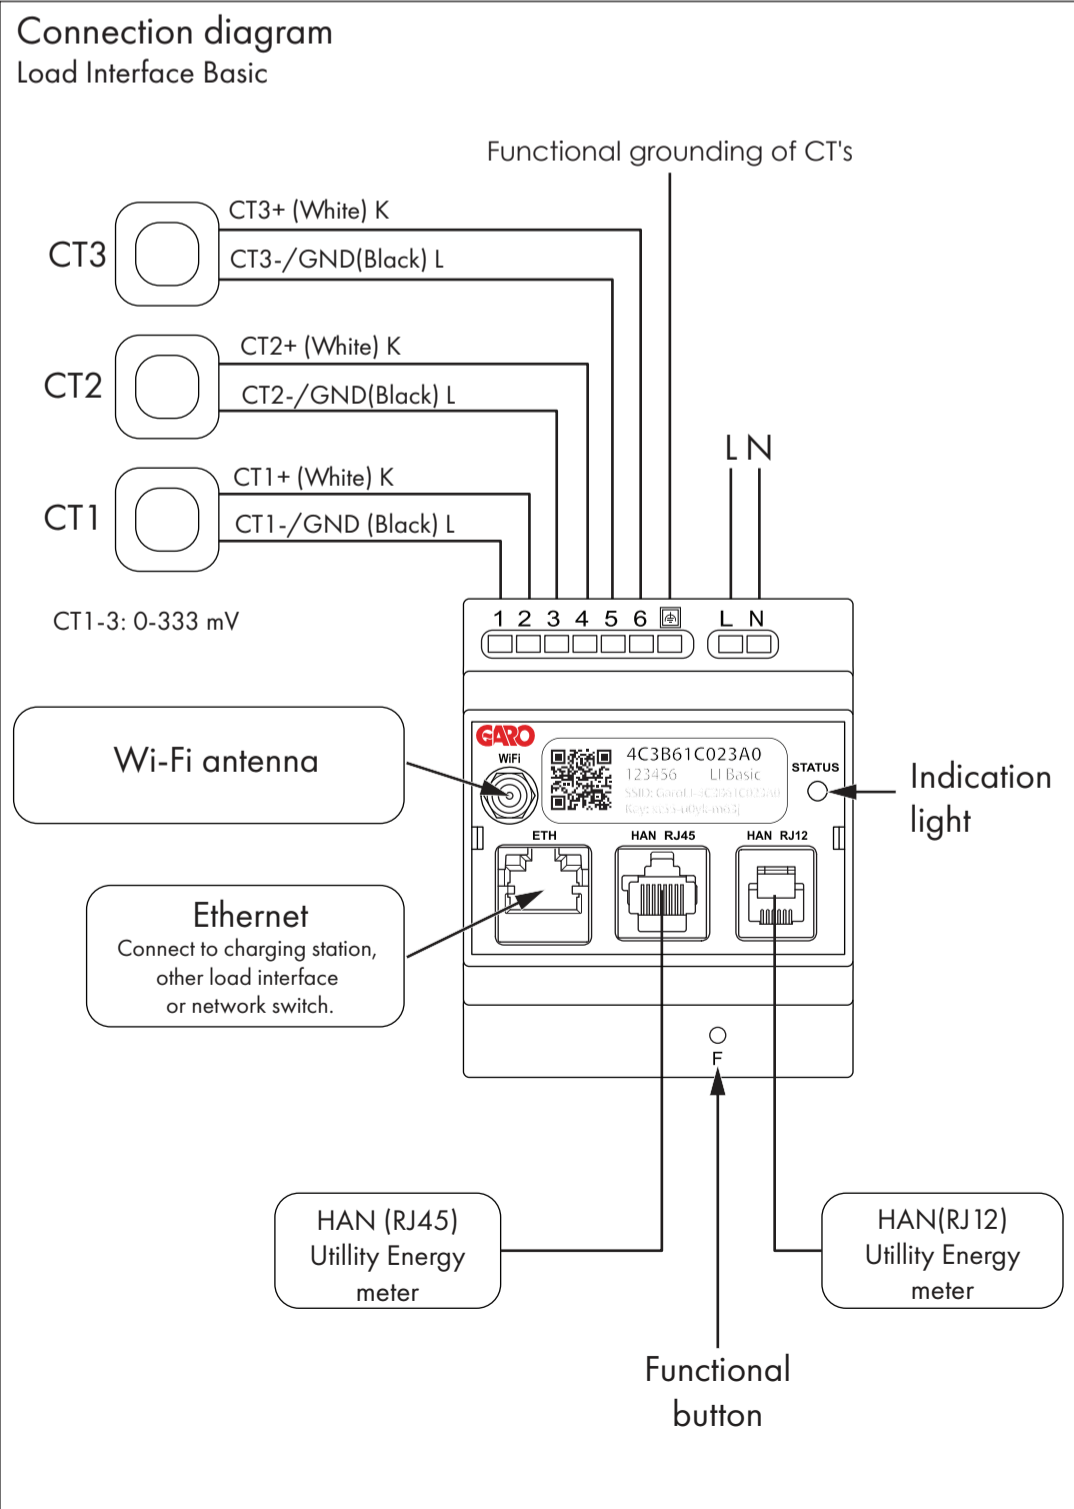 Connection diagram
Load Interface Basic
Functional grounding of CT's
CT3+ (White) K
CT3
CT3-/GND(Black) L
CT2+ (White) K
CT2
CT2-/GND(Black) L
L N
CT1+ (White) K
CT1
CT1-/GND (Black) L
CT1-3: 0-333 mV
1 2 3 4 5 6 L N
GARO
WiFi
4C3B61C023A0
123456 LI Basic
STATUS
Wi-Fi antenna
Indication
light
ETH
HAN RJ45
HAN RJ12
Ethernet
Connect to charging station,
other load interface
or network switch.
F
HAN (RJ45)
Utillity Energy
meter
HAN(RJ12)
Utillity Energy
meter
Functional
button